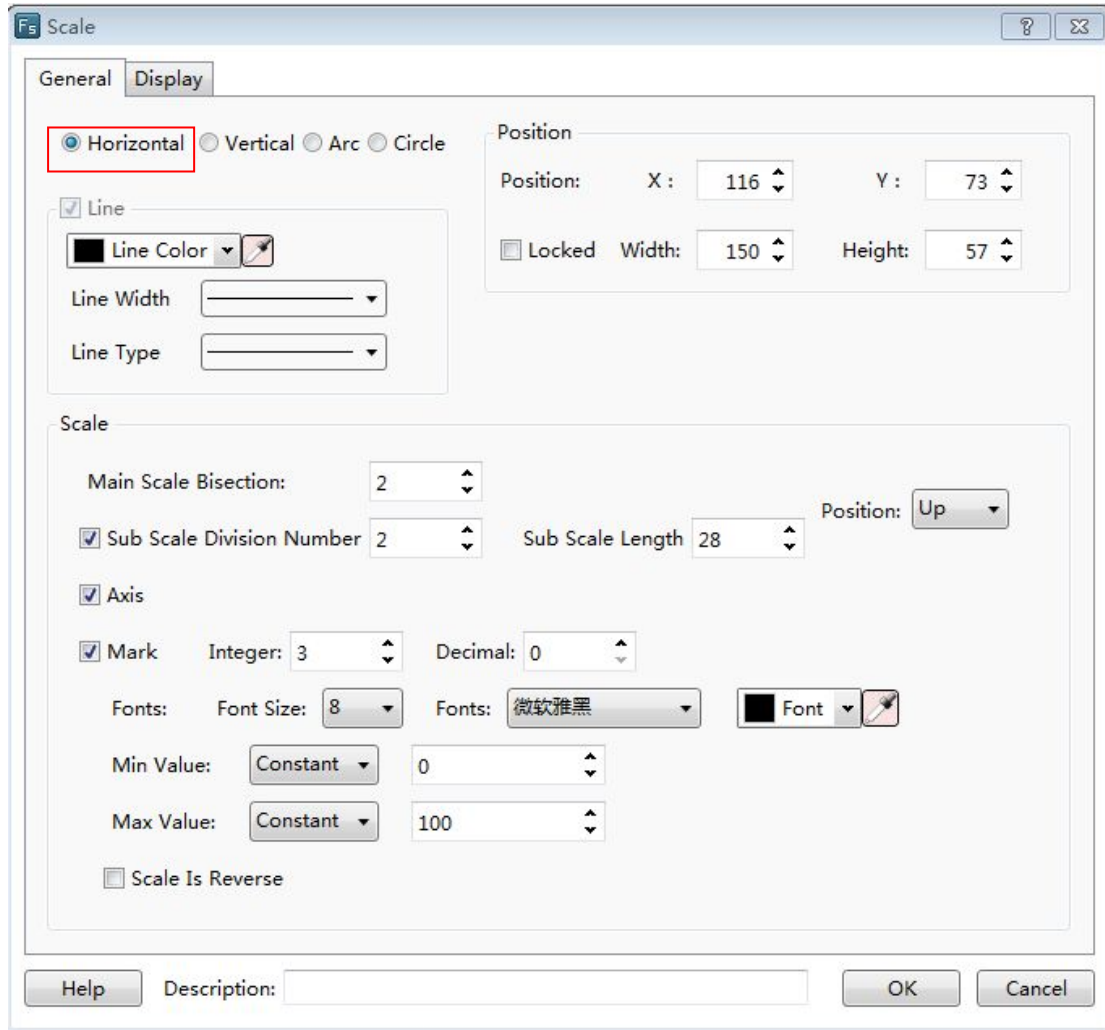 Fs Scale
General Display
Horizontal Vertical Arc Circle
Position
Position: X : 116 Y : 73
Locked Width: 150 Height: 57
Line
Line Color
Line Width
Line Type
Scale
Main Scale Bisection: 2
Position: Up
Sub Scale Division Number 2 Sub Scale Length 28
Axis
Mark Integer: 3 Decimal: 0
Fonts: Font Size: 8 Fonts: 微软雅黑 Font
Min Value: Constant 0
Max Value: Constant 100
Scale Is Reverse
Help Description: OK Cancel